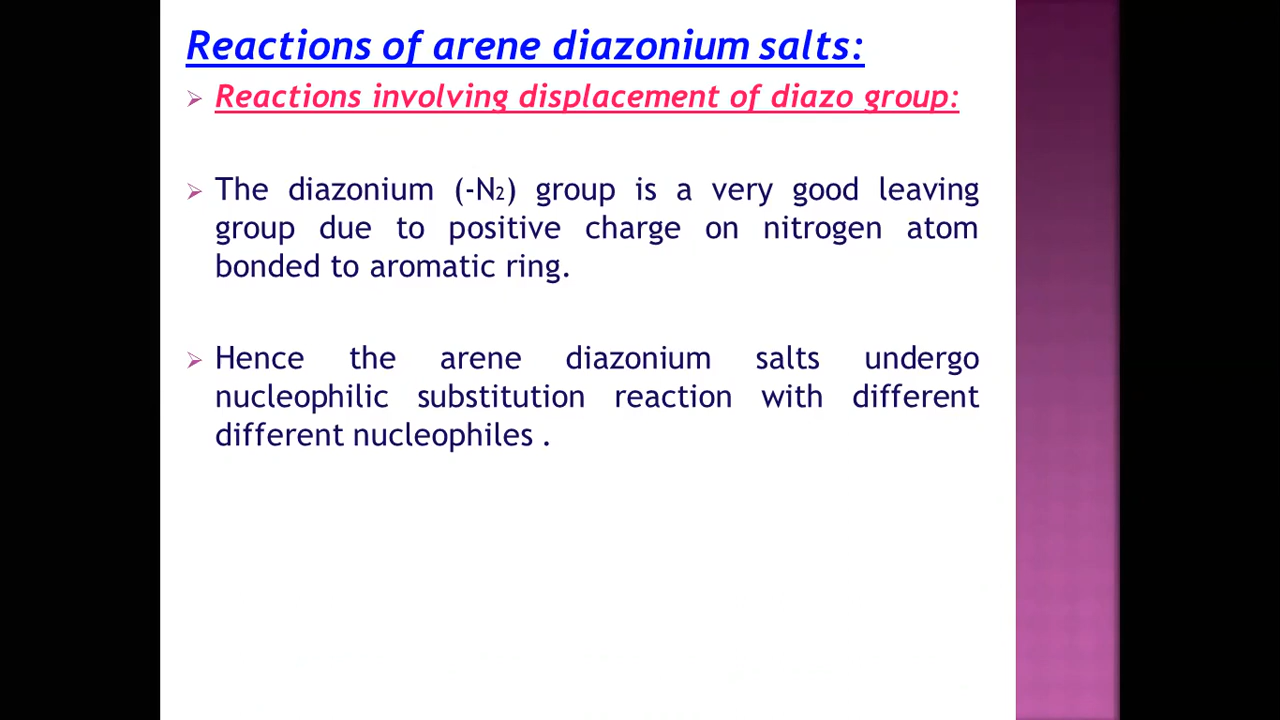 Reactions of arene diazonium salts:
Reactions involving displacement of diazo group:
The diazonium (-N₂) group is a very good leaving
group due to positive charge on nitrogen atom
bonded to aromatic ring.
Hence the arene diazonium salts undergo
nucleophilic substitution reaction with different
different nucleophiles .